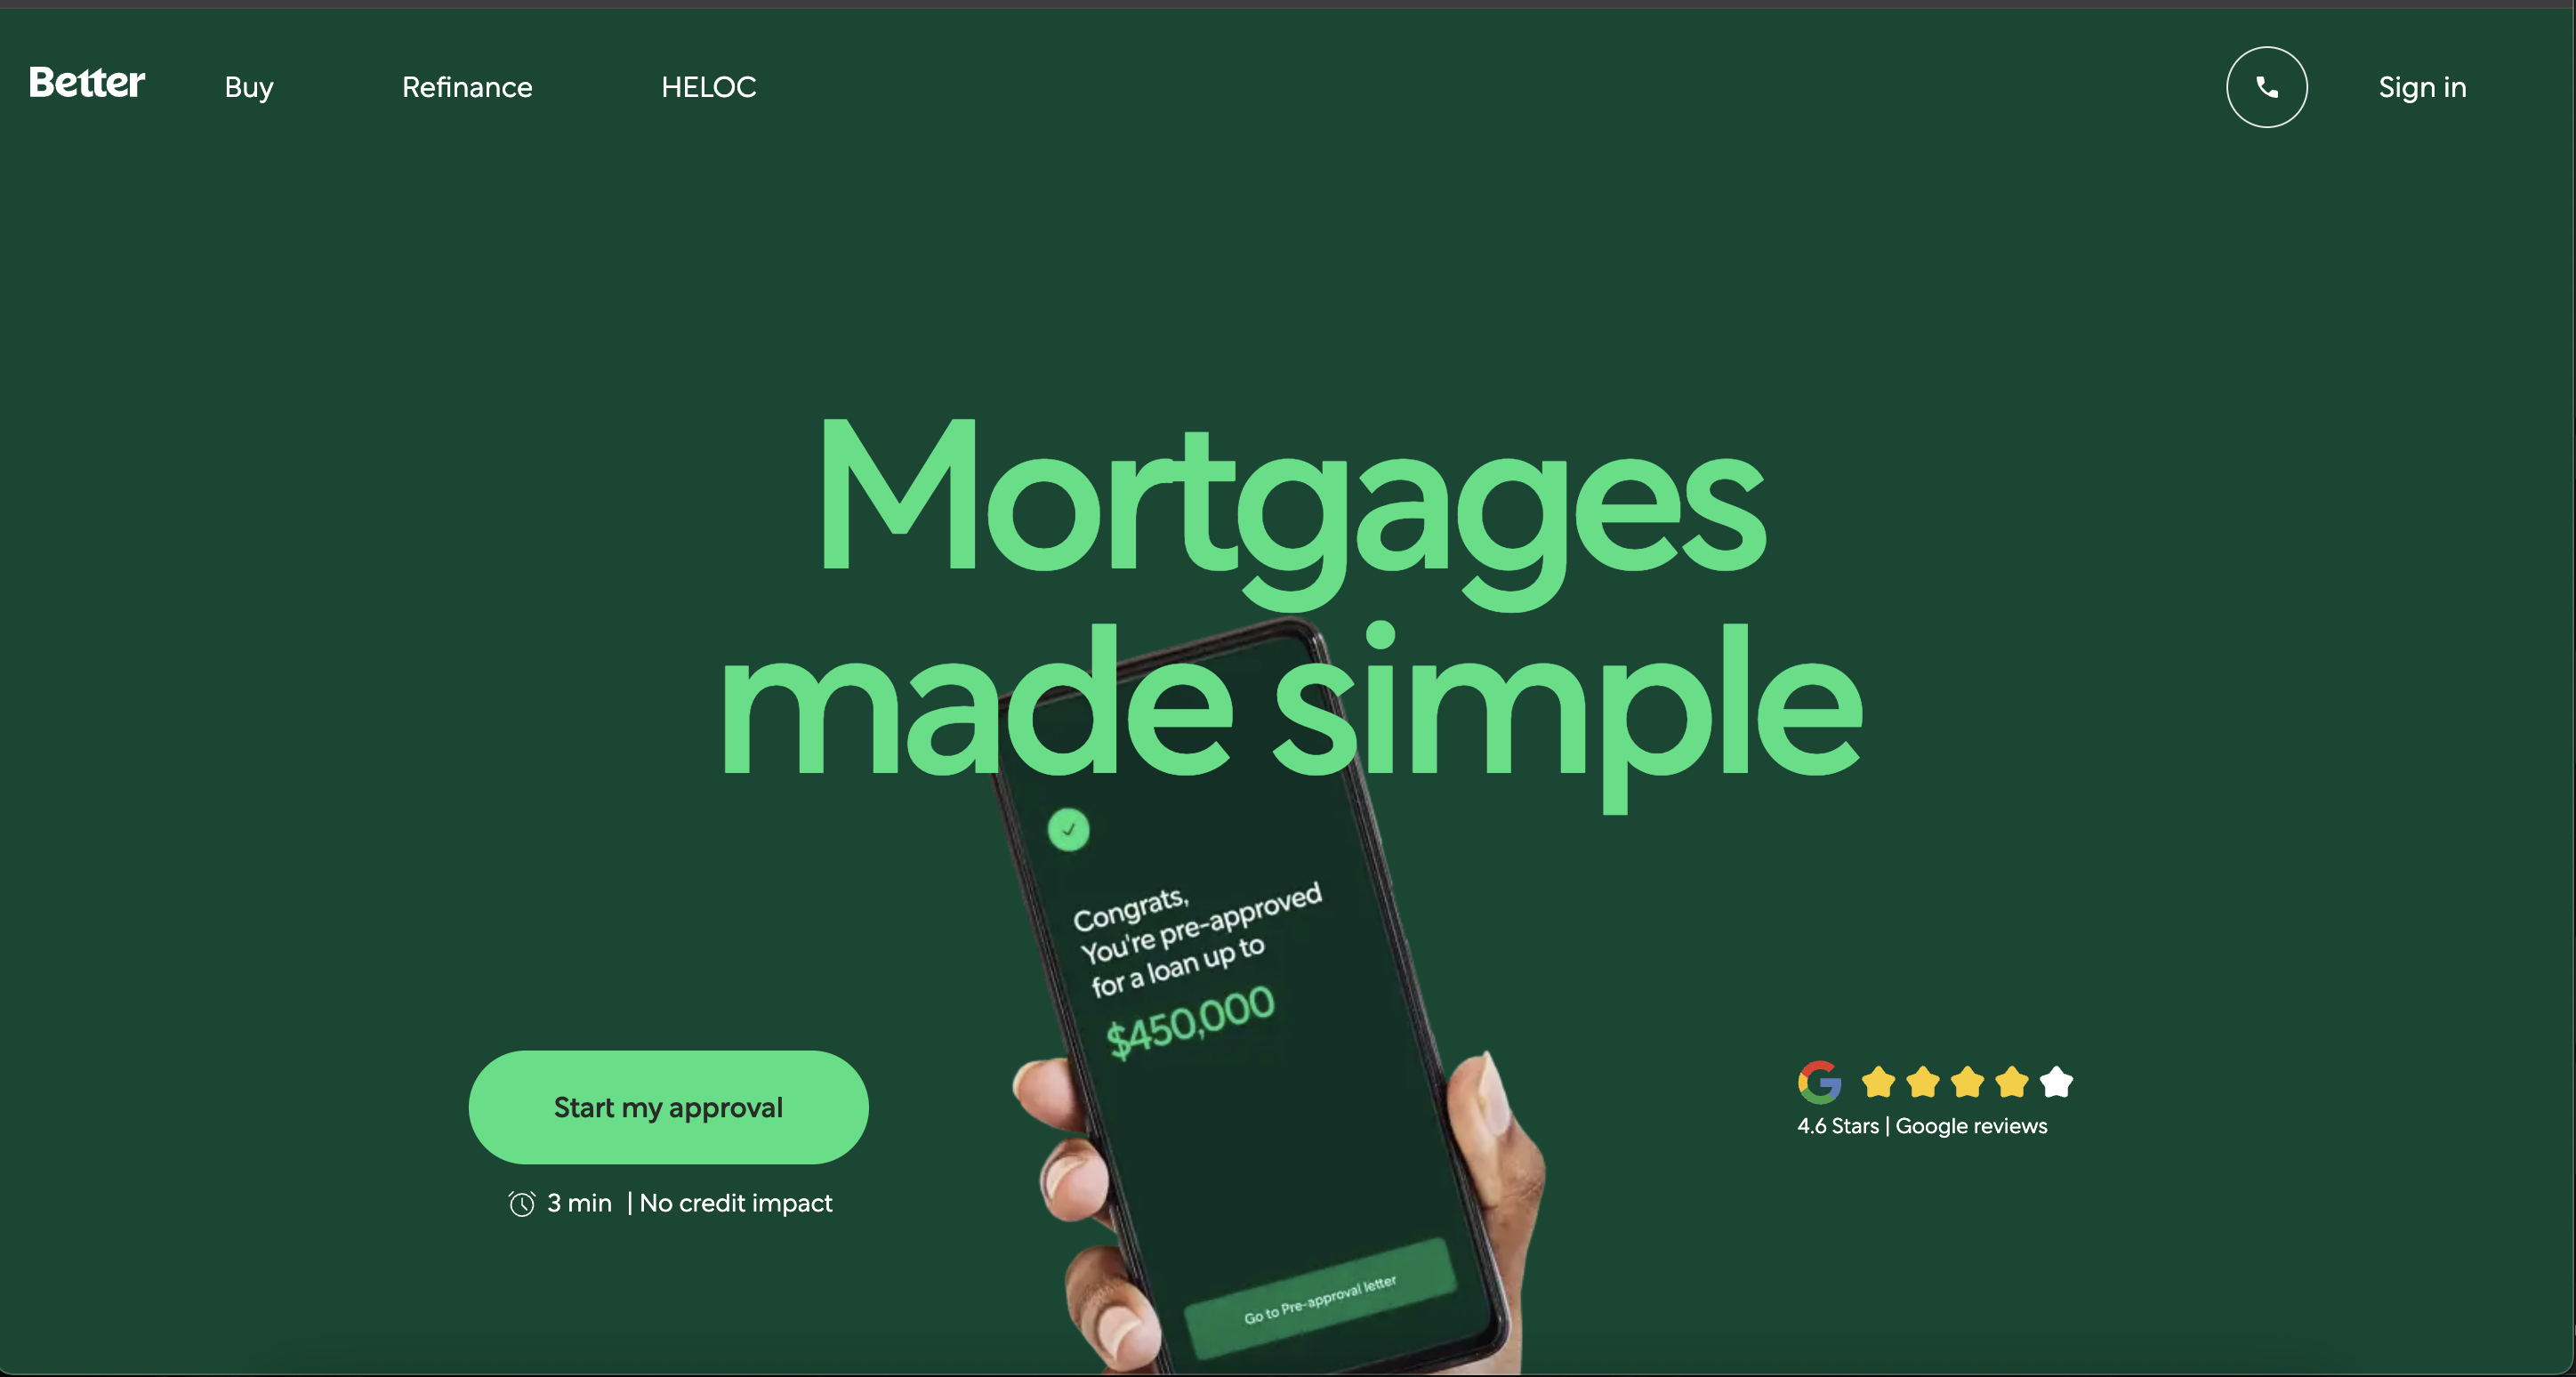 Better
Buy
Refinance
HELOC
Sign in
Mortgages
made simple
Congrats,
You're pre-approved
for a loan up to
$450,000
Go to Pre-approval letter
Start my approval
3 min | No credit impact
4.6 Stars | Google reviews